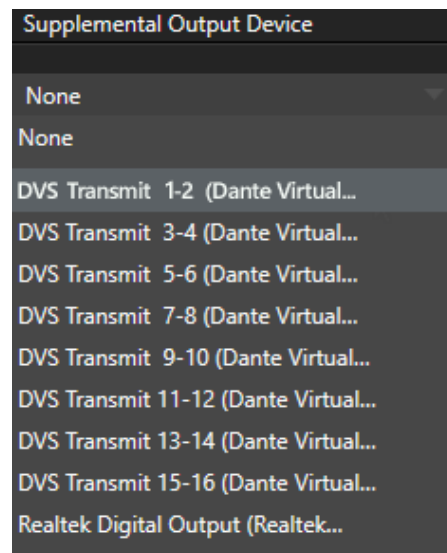 Supplemental Output Device
None
None
DVS Transmit 1-2 (Dante Virtual...
DVS Transmit 3-4 (Dante Virtual...
DVS Transmit 5-6 (Dante Virtual...
DVS Transmit 7-8 (Dante Virtual...
DVS Transmit 9-10 (Dante Virtual...
DVS Transmit 11-12 (Dante Virtual...
DVS Transmit 13-14 (Dante Virtual...
DVS Transmit 15-16 (Dante Virtual...
Realtek Digital Output (Realtek...